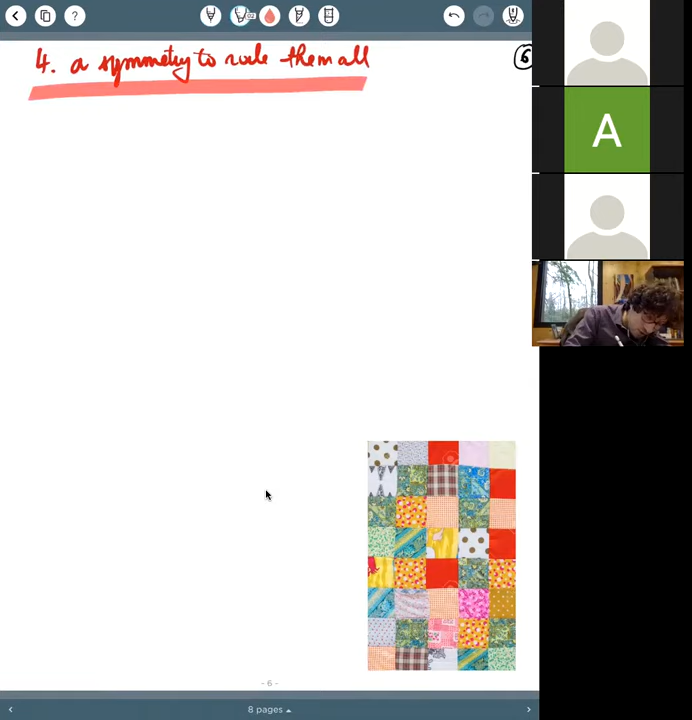 4. a symmetry to rule them all
6
A
- 6 -
8 pages